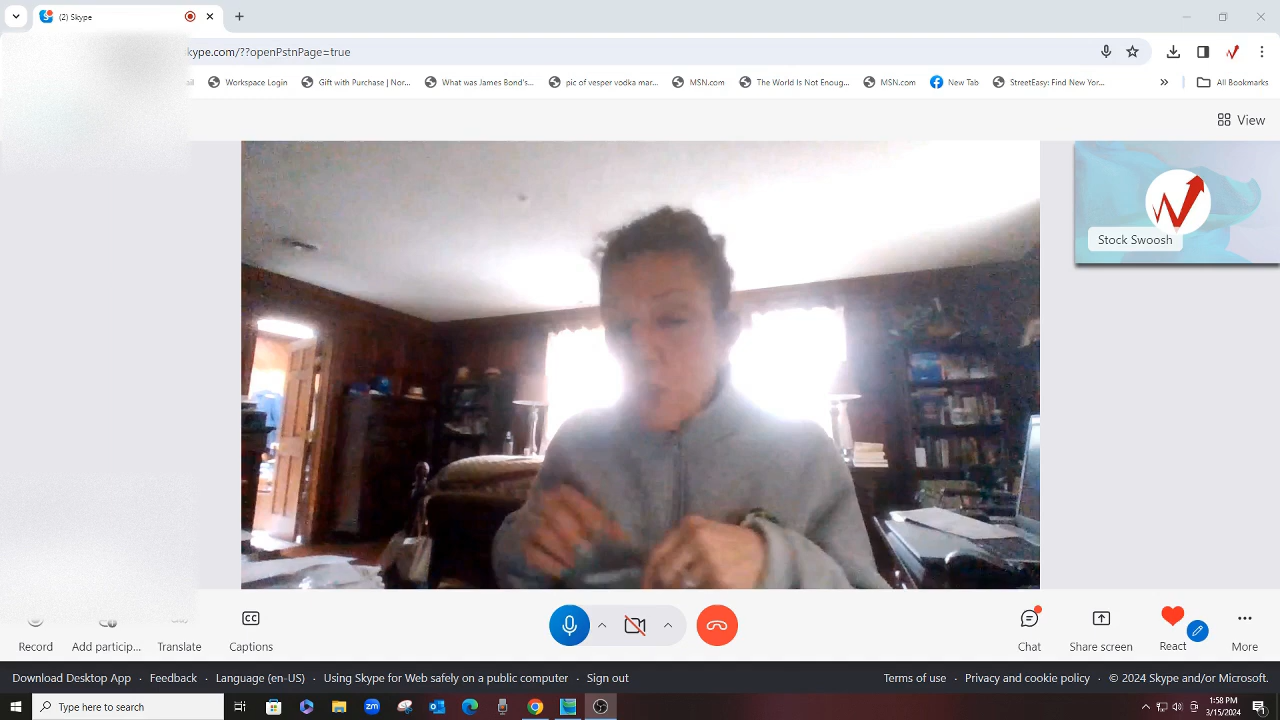 (2) Skype
kype.com/??openPstnPage=true
Workspace Login
Gift with Purchase | Nor...
What was James Bond's...
pic of vesper vodka mar...
MSN.com
The World Is Not Enoug...
MSN.com
New Tab
StreetEasy: Find New Yor...
»
All Bookmarks
View
Stock Swoosh
Record
Add particip...
Translate
CC
Captions
Chat
Share screen
React
More
Download Desktop App · Feedback · Language (en-US) · Using Skype for Web safely on a public computer · Sign out
Terms of use · Privacy and cookie policy · © 2024 Skype and/or Microsoft.
Type here to search
zm
1:58 PM
3/15/2024